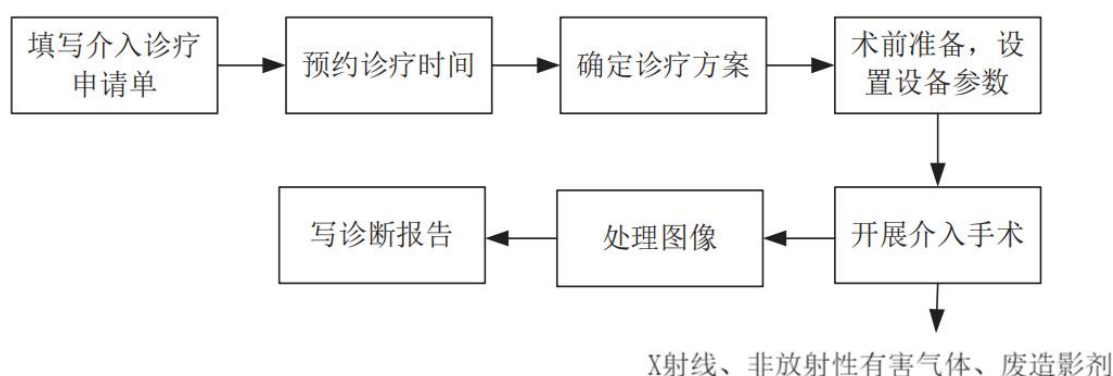 填写介入诊疗
申请单
预约诊疗时间
确定诊疗方案
术前准备，设
置设备参数
开展介入手术
处理图像
写诊断报告
X射线、非放射性有害气体、废造影剂